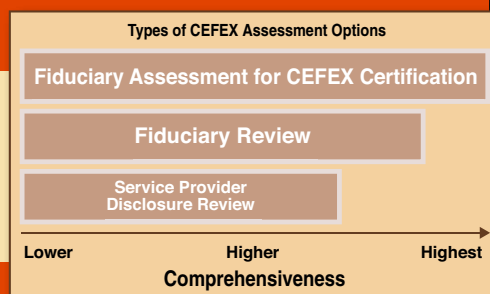 Types of CEFEX Assessment Options
Fiduciary Assessment for CEFEX Certification
Fiduciary Review
Service Provider
Disclosure Review
Lower Higher Highest
Comprehensiveness